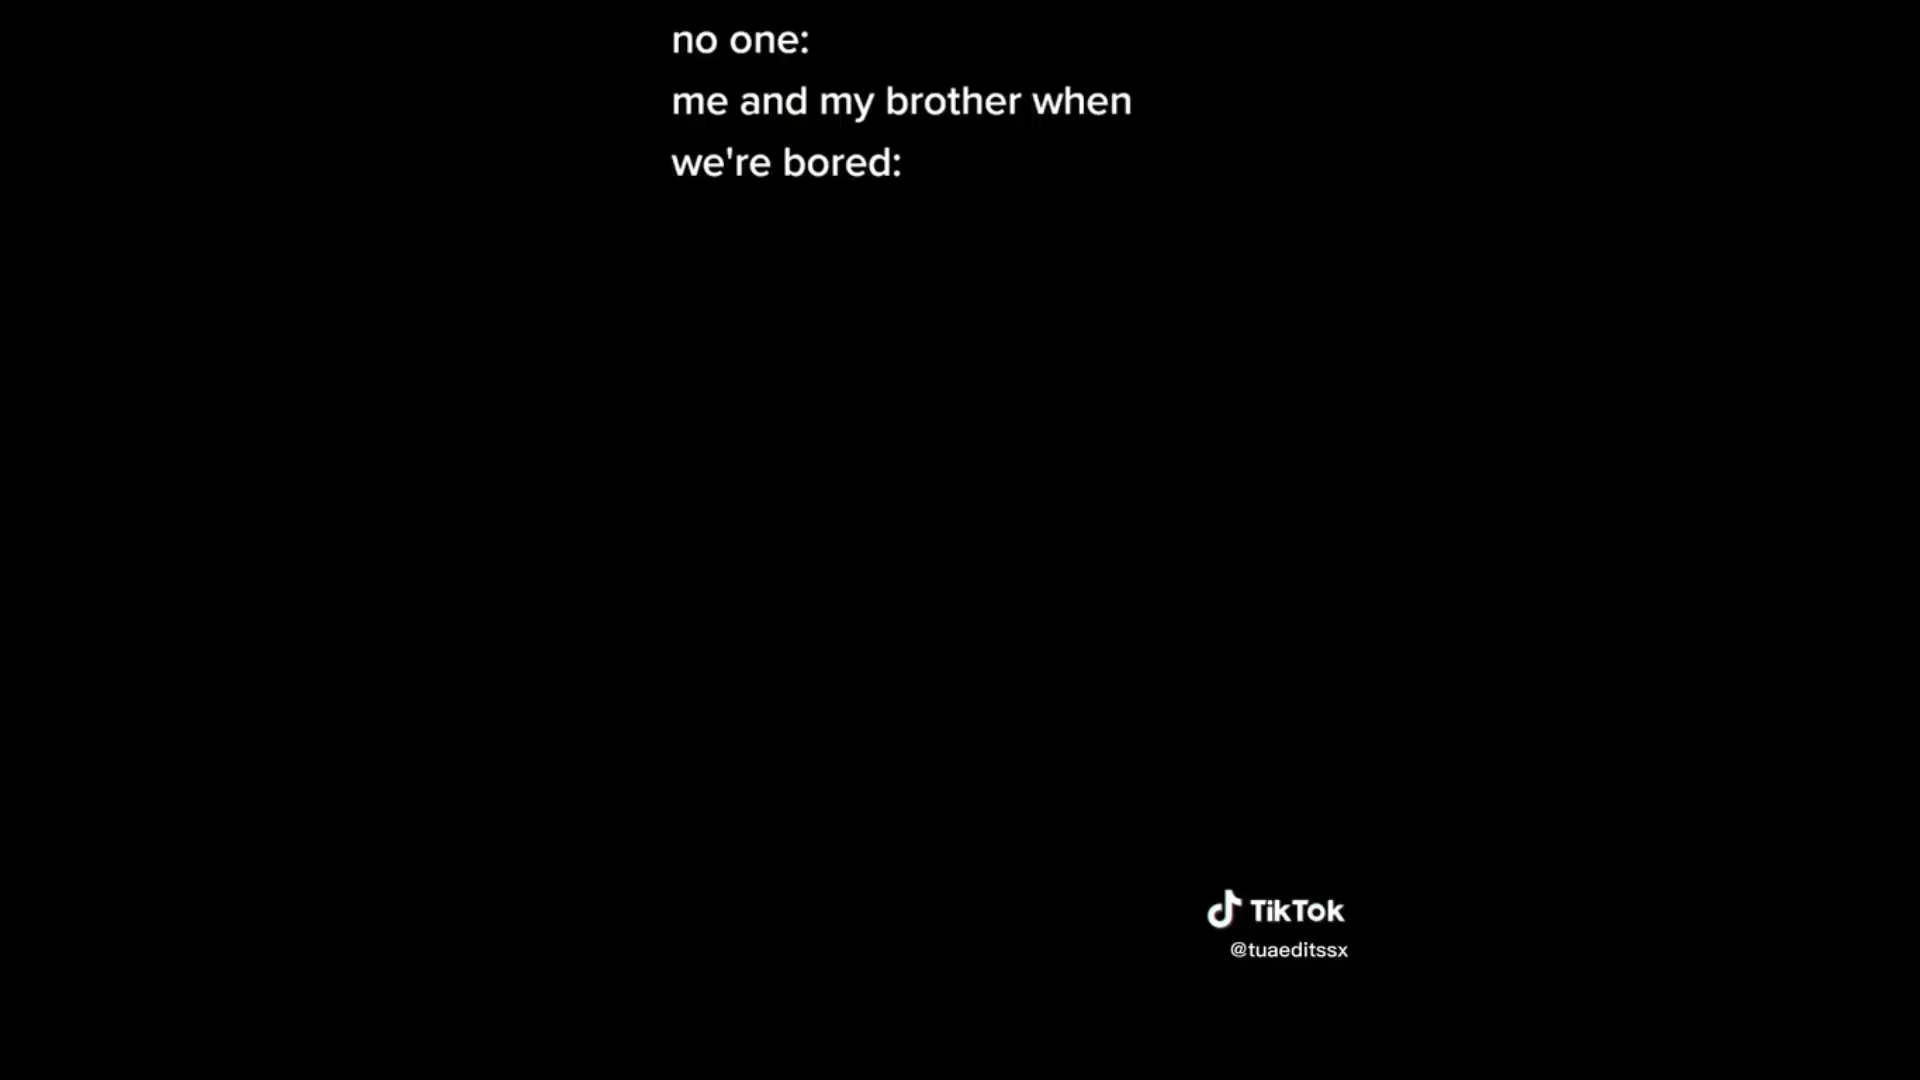 no one:
me and my brother when
we're bored:
TikTok
@tuaeditssx